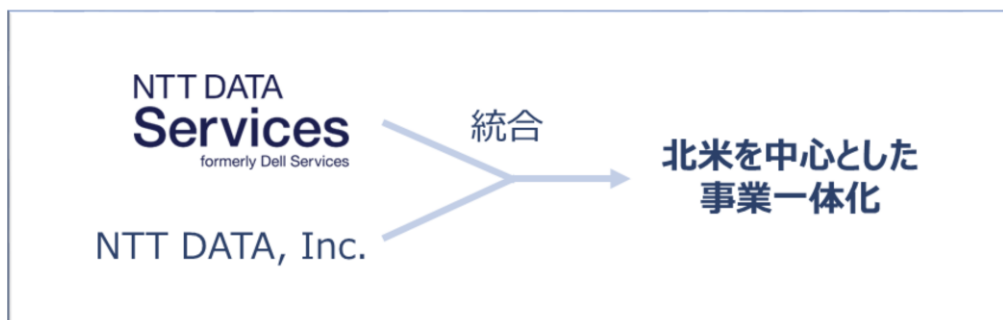 NTT DATA
Services
formerly Dell Services
統合
北米を中心とした
事業一体化
NTT DATA, Inc.